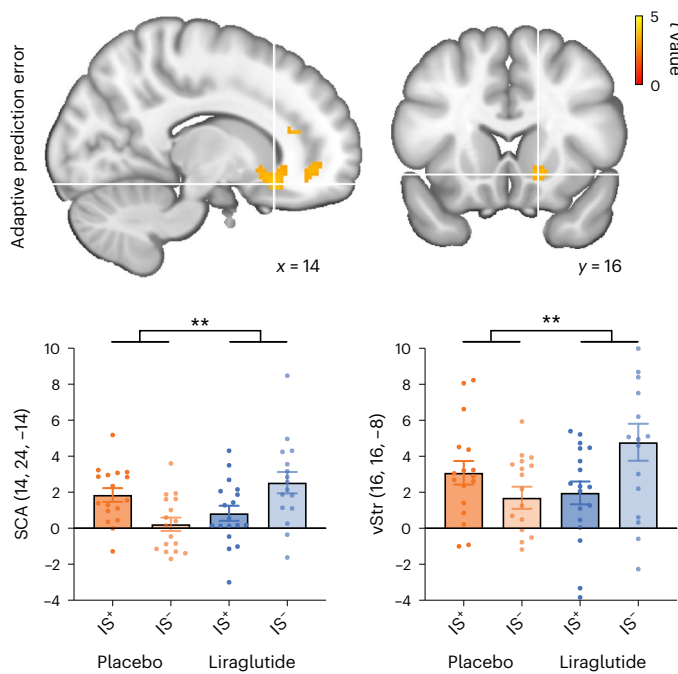 Adaptive prediction error
5
0
t value
x = 14
y = 16
**
**
SCA (14, 24, −14)
10
8
6
4
2
0
−2
−4
IS⁺
IS⁻
IS⁺
IS⁻
Placebo
Liraglutide
vStr (16, 16, −8)
10
8
6
4
2
0
−2
−4
IS⁺
IS⁻
IS⁺
IS⁻
Placebo
Liraglutide